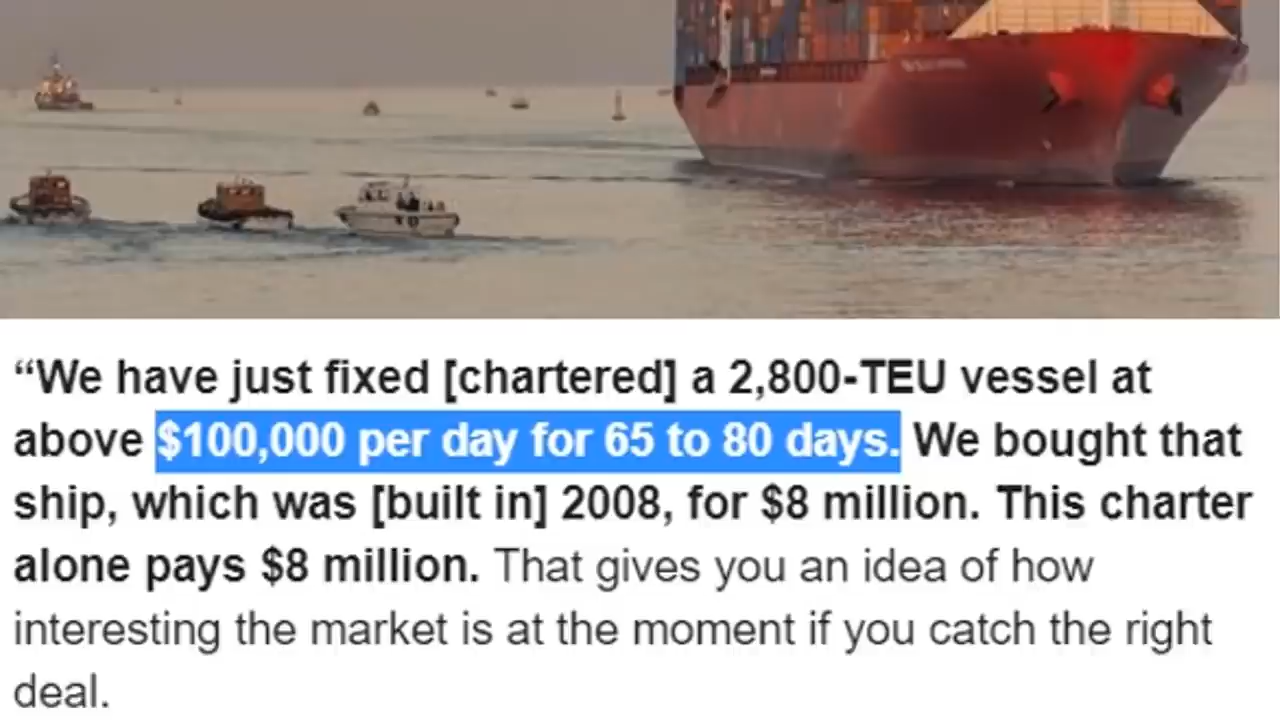 “We have just fixed [chartered] a 2,800-TEU vessel at
above $100,000 per day for 65 to 80 days. We bought that
ship, which was [built in] 2008, for $8 million. This charter
alone pays $8 million. That gives you an idea of how
interesting the market is at the moment if you catch the right
deal.